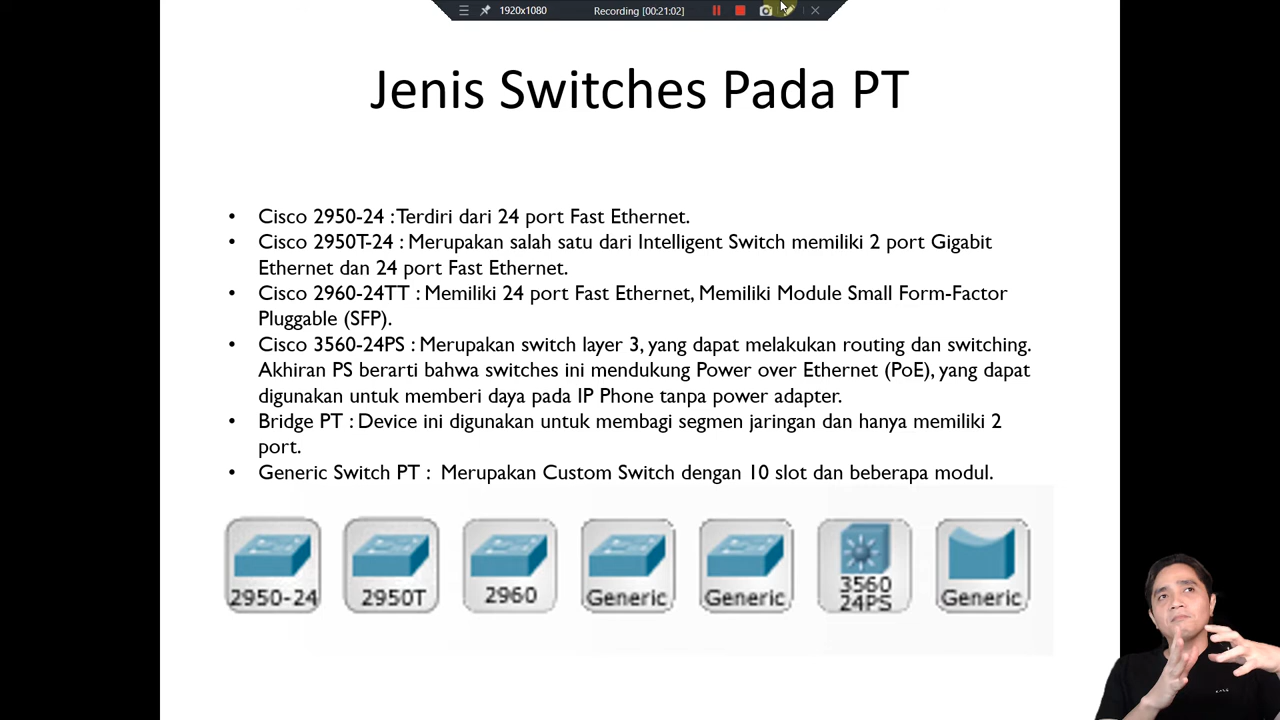 1920x1080
Recording [00:21:02]
Jenis Switches Pada PT
• Cisco 2950-24 : Terdiri dari 24 port Fast Ethernet.
• Cisco 2950T-24 : Merupakan salah satu dari Intelligent Switch memiliki 2 port Gigabit
Ethernet dan 24 port Fast Ethernet.
• Cisco 2960-24TT : Memiliki 24 port Fast Ethernet, Memiliki Module Small Form-Factor
Pluggable (SFP).
• Cisco 3560-24PS : Merupakan switch layer 3, yang dapat melakukan routing dan switching.
Akhiran PS berarti bahwa switches ini mendukung Power over Ethernet (PoE), yang dapat
digunakan untuk memberi daya pada IP Phone tanpa power adapter.
• Bridge PT : Device ini digunakan untuk membagi segmen jaringan dan hanya memiliki 2
port.
• Generic Switch PT : Merupakan Custom Switch dengan 10 slot dan beberapa modul.
2950-24
2950T
2960
Generic
Generic
3560
24PS
Generic